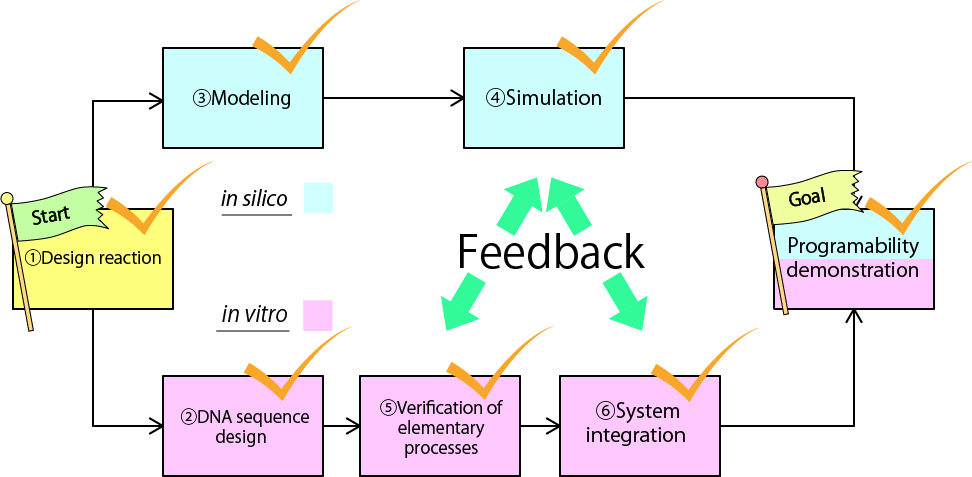 ③Modeling
④Simulation
in silico
Start
①Design reaction
Goal
Programability
demonstration
Feedback
in vitro
②DNA sequence
design
⑤Verification of
elementary
processes
⑥System
integration